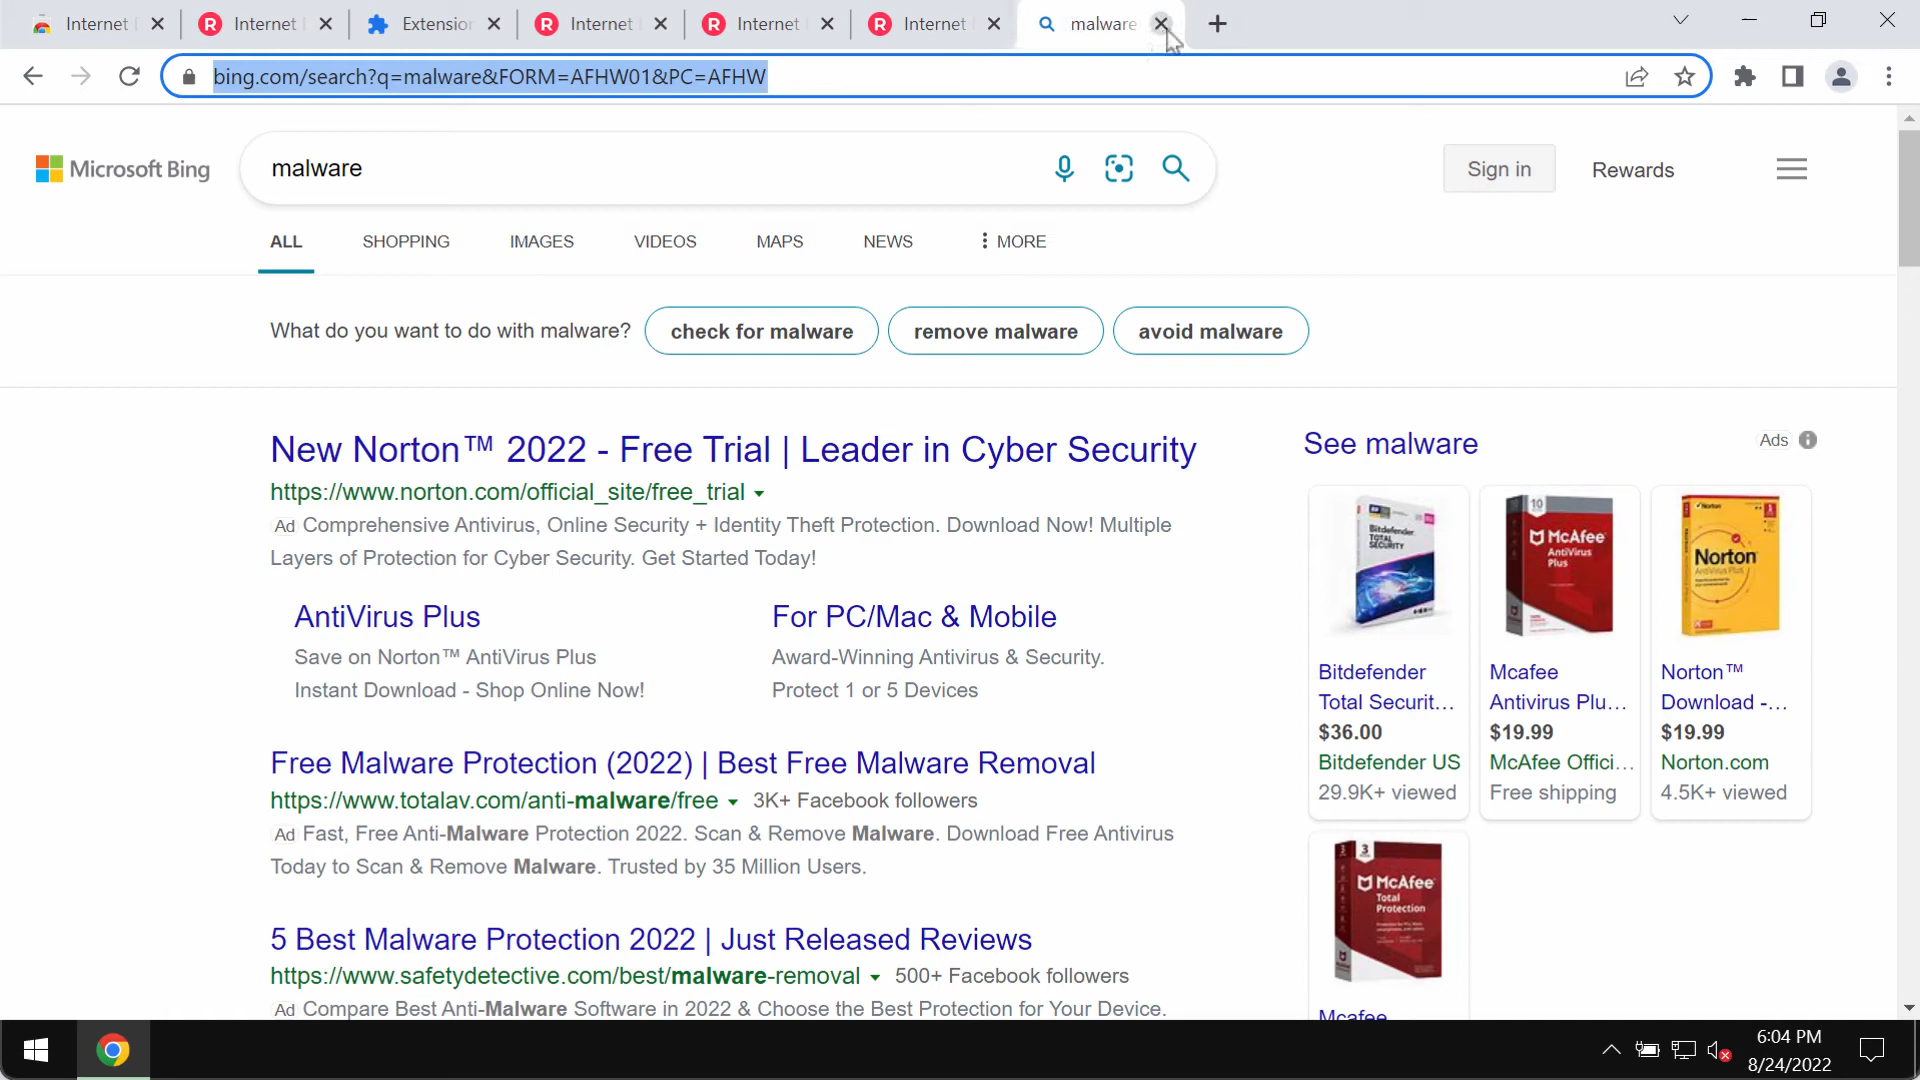 Internet
Internet
Extension
Internet
Internet
Internet
malware
bing.com/search?q=malware&FORM=AFHW01&PC=AFHW
Microsoft Bing
malware
Sign in
Rewards
ALL
SHOPPING
IMAGES
VIDEOS
MAPS
NEWS
MORE
What do you want to do with malware?
check for malware
remove malware
avoid malware
New Norton™ 2022 - Free Trial | Leader in Cyber Security
https://www.norton.com/official_site/free_trial
Ad Comprehensive Antivirus, Online Security + Identity Theft Protection. Download Now! Multiple
Layers of Protection for Cyber Security. Get Started Today!
AntiVirus Plus
Save on Norton™ AntiVirus Plus
Instant Download - Shop Online Now!
For PC/Mac & Mobile
Award-Winning Antivirus & Security.
Protect 1 or 5 Devices
Free Malware Protection (2022) | Best Free Malware Removal
https://www.totalav.com/anti-malware/free 3K+ Facebook followers
Ad Fast, Free Anti-Malware Protection 2022. Scan & Remove Malware. Download Free Antivirus
Today to Scan & Remove Malware. Trusted by 35 Million Users.
5 Best Malware Protection 2022 | Just Released Reviews
https://www.safetydetective.com/best/malware-removal 500+ Facebook followers
Ad Compare Best Anti-Malware Software in 2022 & Choose the Best Protection for Your Device.
See malware
Ads
Bitdefender
TOTAL
SECURITY
Bitdefender
Total Securit...
$36.00
Bitdefender US
29.9K+ viewed
10
McAfee
AntiVirus
Plus
Mcafee
Antivirus Plu...
$19.99
McAfee Offici...
Free shipping
Norton
Norton
AntiVirus Plus
Norton™
Download -...
$19.99
Norton.com
4.5K+ viewed
3
McAfee
Total
Protection
Mcafee
6:04 PM
8/24/2022